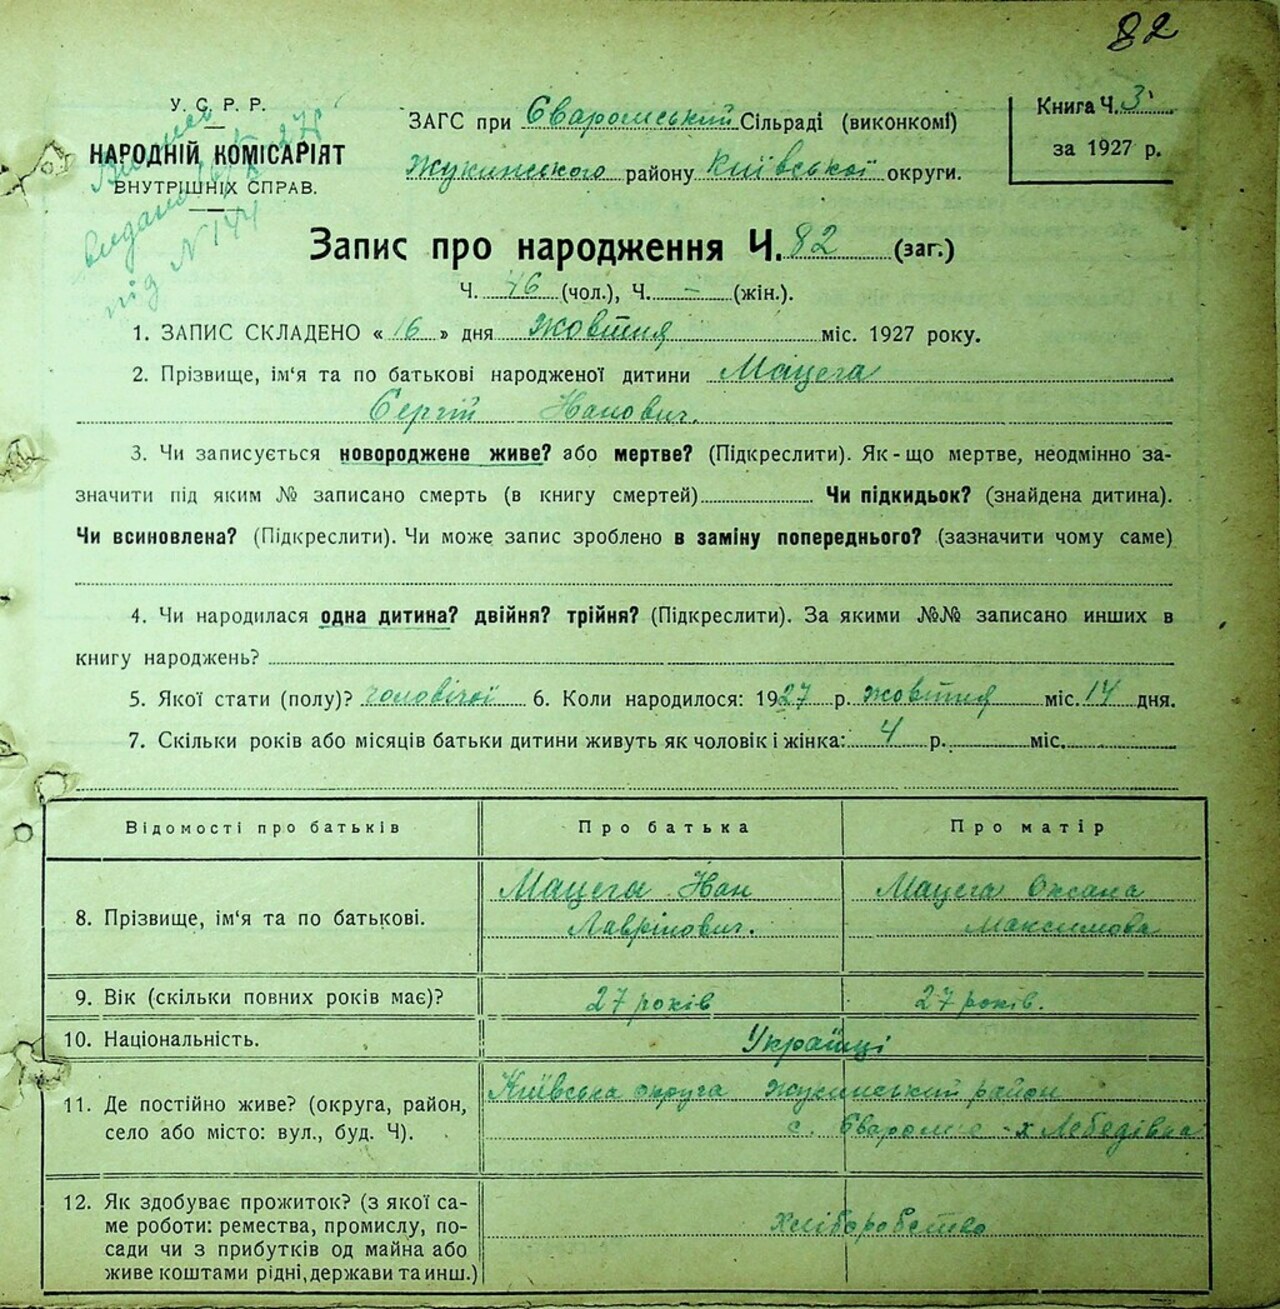 82
У. С. Р. Р.
НАРОДНІЙ КОМІСАРІЯТ
ВНУТРІШНІХ СПРАВ.
видано
під N 144
ЗАГС при Єваромський Сільраді (виконкомі)
Жукинського району Київської округи.
Книга Ч. 3
за 1927 р.
Запис про народження Ч. 82 (заг.)
Ч. 46 (чол.), Ч. – (жін.).
1. ЗАПИС СКЛАДЕНО « 16 » дня жовтня міс. 1927 року.
2. Прізвище, ім'я та по батькові народженої дитини Мацега
Сергій Іванович.
3. Чи записується новороджене живе? або мертве? (Підкреслити). Як-що мертве, неодмінно за-
значити під яким № записано смерть (в книгу смертей) Чи підкидьок? (знайдена дитина).
Чи всиновлена? (Підкреслити). Чи може запис зроблено в заміну попереднього? (зазначити чому саме)
4. Чи народилася одна дитина? двійня? трійня? (Підкреслити). За якими №№ записано инших в
книгу народжень?
5. Якої стати (полу)? чоловічої 6. Коли народилося: 1927 р. жовтня міс. 14 дня.
7. Скільки років або місяців батьки дитини живуть як чоловік і жінка: 4 р. міс.
Відомості про батьків Про батька Про матір
8. Прізвище, ім'я та по батькові. Мацега Іван Мацега Оксана
Лаврінович. Максимова
9. Вік (скільки повних років має)? 27 років 27 років.
10. Національність. Українці
11. Де постійно живе? (округа, район, Київська округа Жукинський район
село або місто: вул., буд. Ч). с. Єваромьє - х Лебедівка
12. Як здобуває прожиток? (з якої са-
ме роботи: ремества, промислу, по- хліборобство
сади чи з прибутків од майна або
живе коштами рідні, держави та инш.)